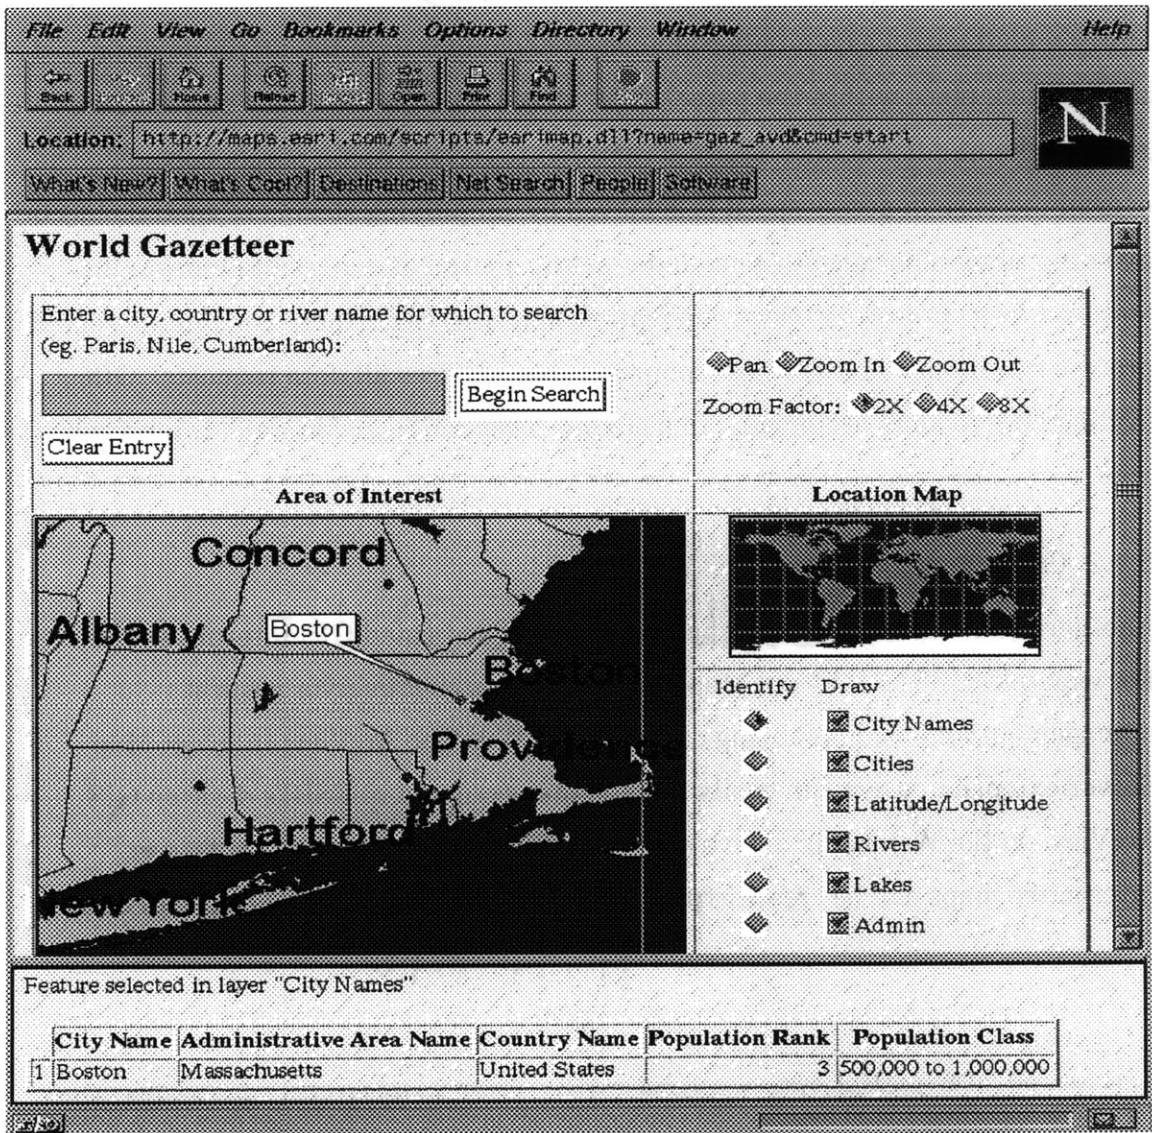 File Edit View Go Bookmarks Options Directory Window Help
Back Home Reload Open Print Find
N
Location: http://maps.esri.com/scripts/esrimap.dll?name=gaz_avd&cmd=start
What's New? What's Cool? Destinations Net Search People Software
World Gazetteer
Enter a city, country or river name for which to search
(eg. Paris, Nile, Cumberland):
Begin Search
Clear Entry
Pan Zoom In Zoom Out
Zoom Factor: 2X 4X 8X
Area of Interest
Location Map
Concord
Albany
Boston
Boston
Providence
Hartford
New York
Identify Draw
City Names
Cities
Latitude/Longitude
Rivers
Lakes
Admin
Feature selected in layer "City Names"
City Name Administrative Area Name Country Name Population Rank Population Class
1 Boston Massachusetts United States 3 500,000 to 1,000,000